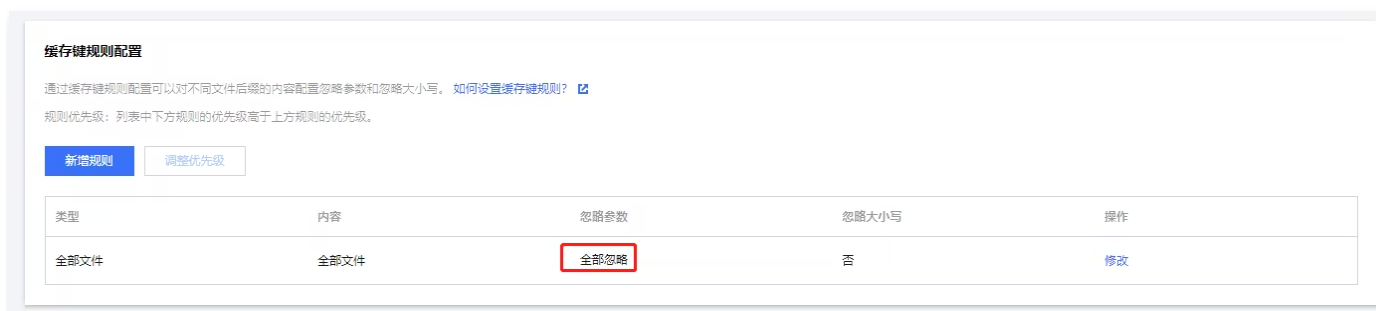 缓存键规则配置
通过缓存键规则配置可以对不同文件后缀的内容配置忽略参数和忽略大小写。 如何设置缓存键规则?
规则优先级：列表中下方规则的优先级高于上方规则的优先级。
新增规则 调整优先级
类型 内容 忽略参数 忽略大小写 操作
全部文件 全部文件 全部忽略 否 修改